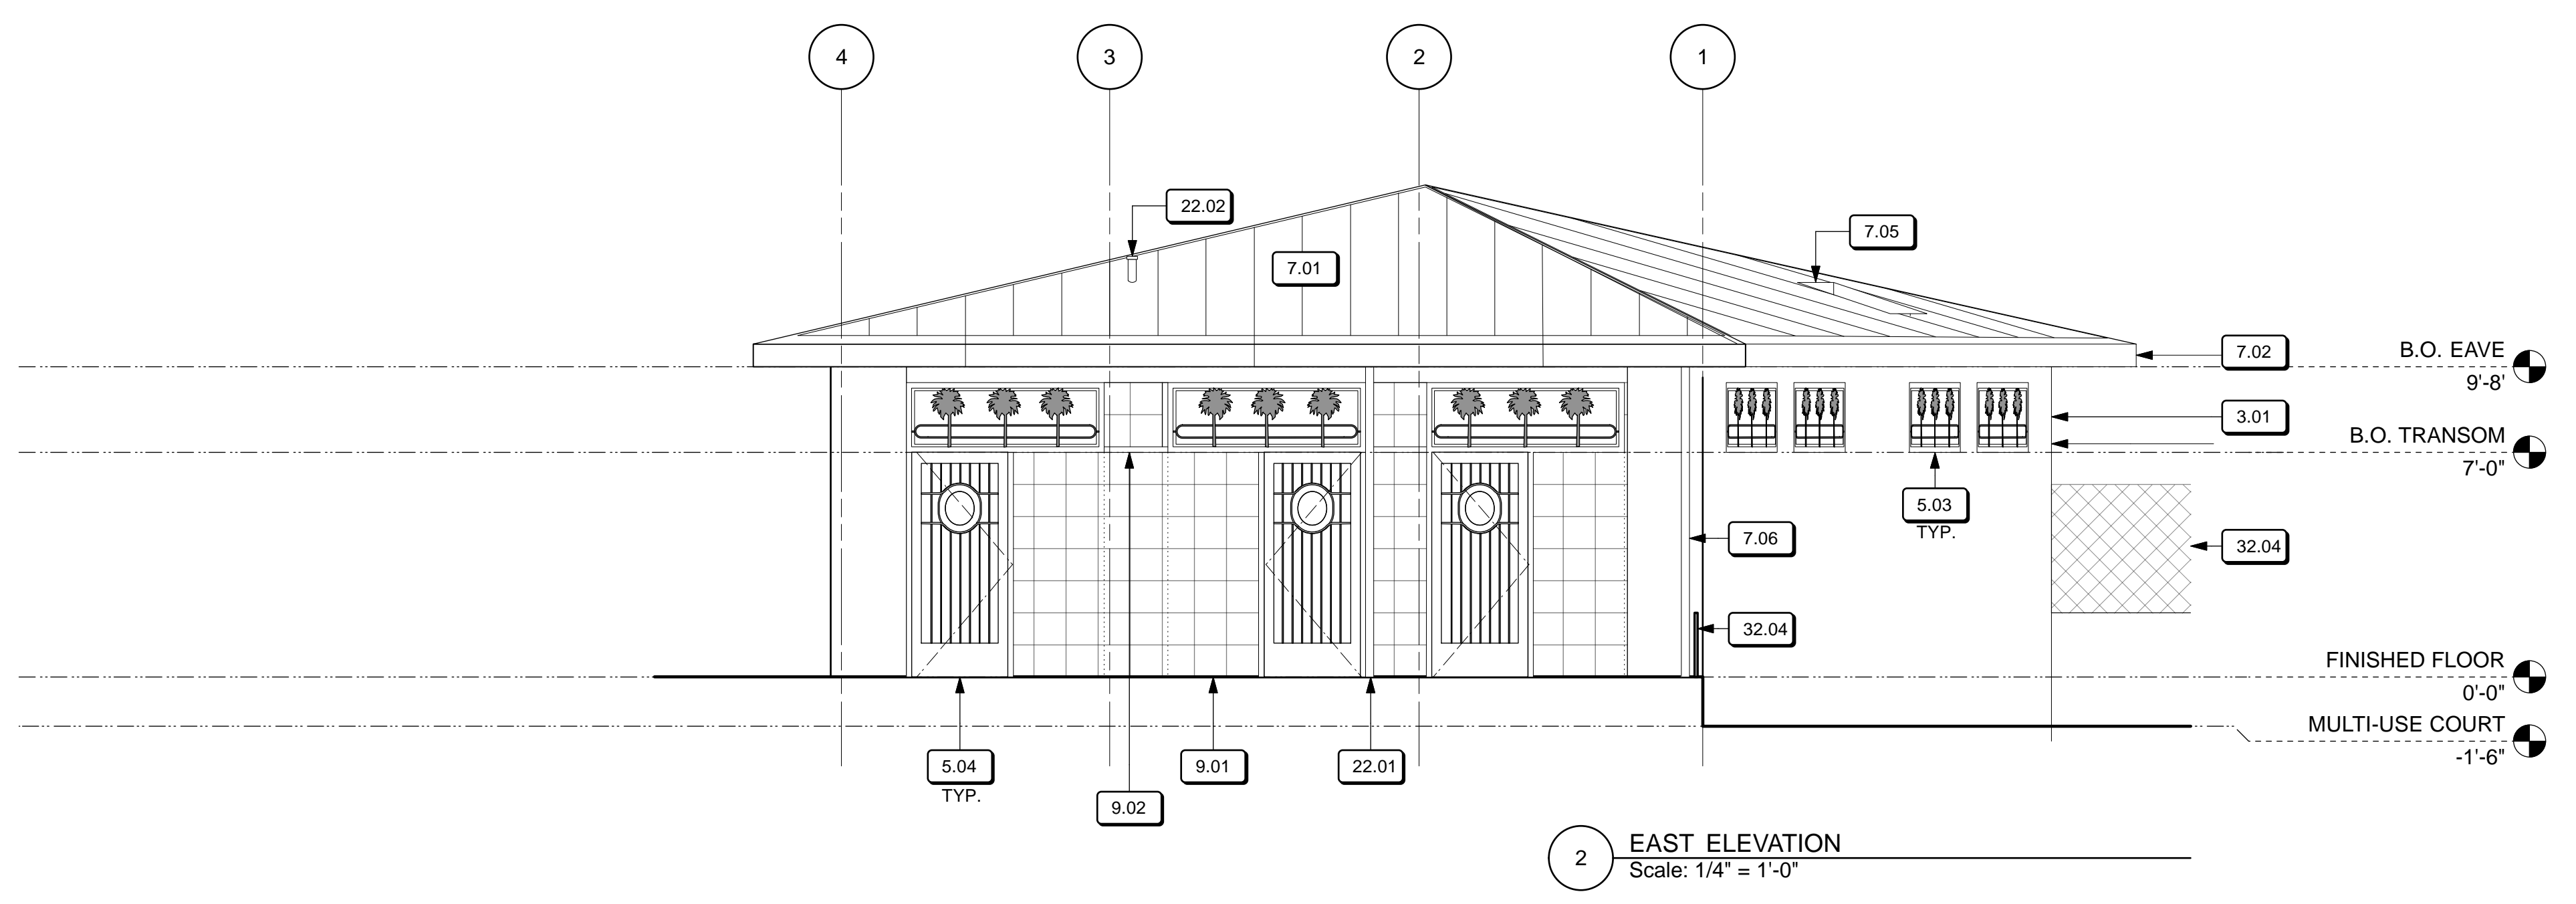 4
3
2
1
22.02
7.05
7.01
7.02
B.O. EAVE
9'-8'
3.01
B.O. TRANSOM
7'-0"
5.03
TYP.
7.06
32.04
32.04
FINISHED FLOOR
0'-0"
MULTI-USE COURT
-1'-6"
5.04
TYP.
9.01
22.01
9.02
2
EAST ELEVATION
Scale: 1/4" = 1'-0"